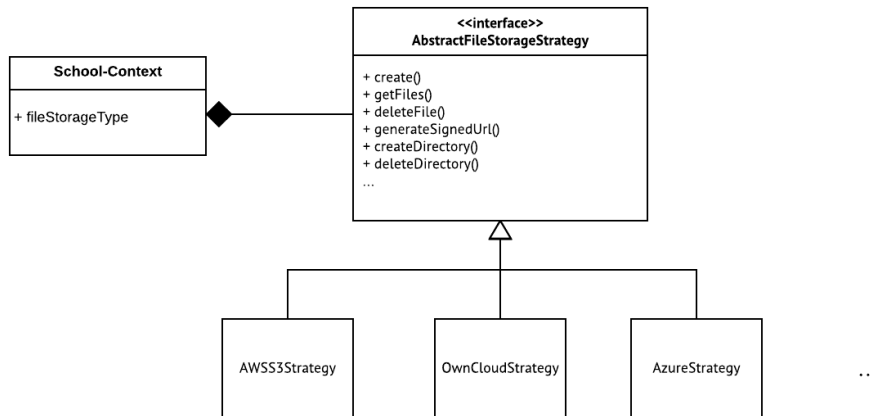 <<interface>>
AbstractFileStorageStrategy
School-Context
+ fileStorageType
+ create()
+ getFiles()
+ deleteFile()
+ generateSignedUrl()
+ createDirectory()
+ deleteDirectory()
...
AWSS3Strategy
OwnCloudStrategy
AzureStrategy
..